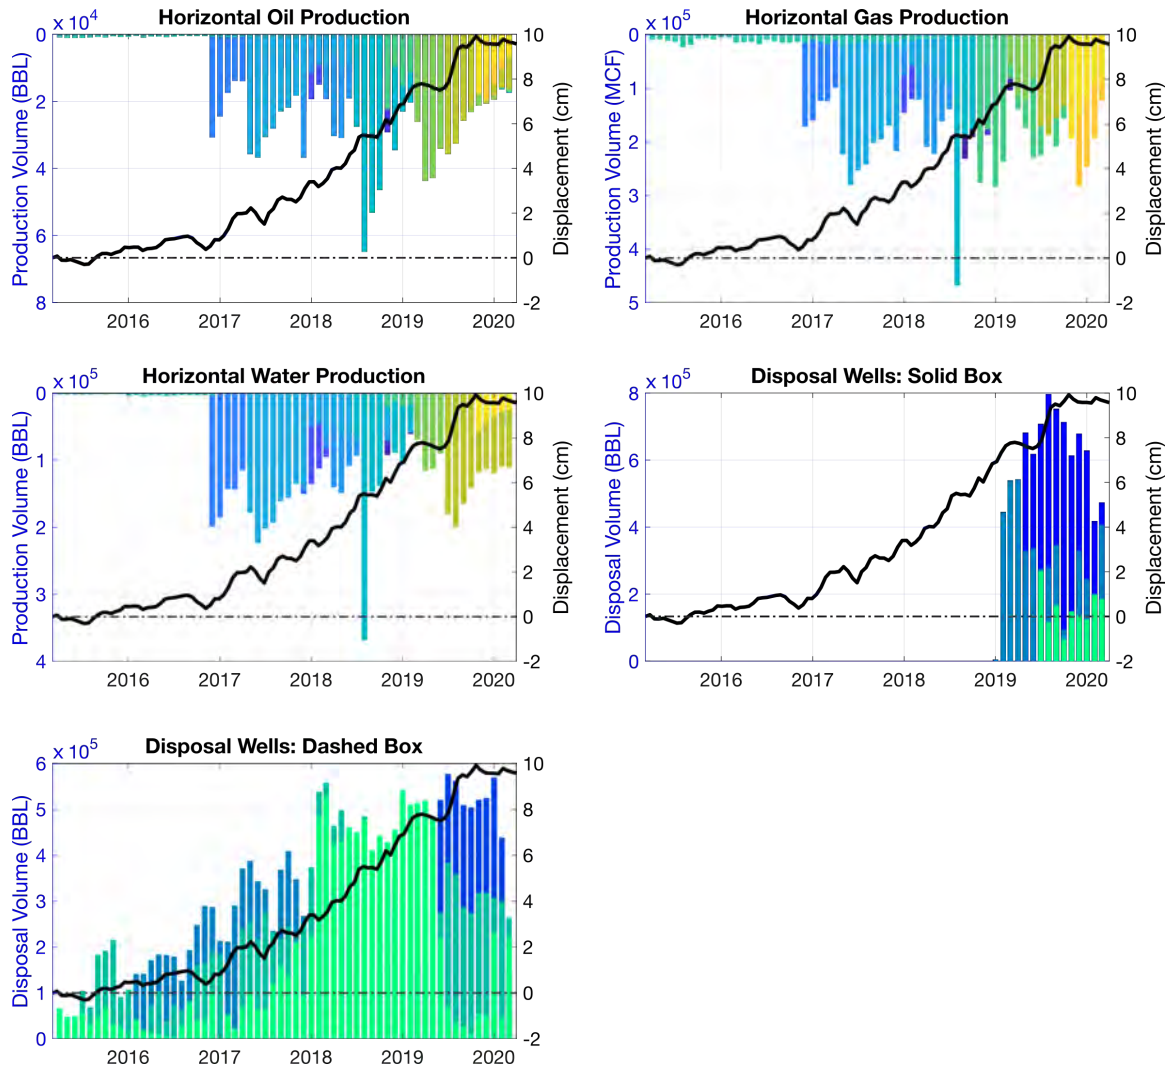 Horizontal Oil Production
x 10^4
0
2
4
6
8
Production Volume (BBL)
10
8
6
4
2
0
-2
Displacement (cm)
2016 2017 2018 2019 2020
Horizontal Gas Production
x 10^5
0
1
2
3
4
5
Production Volume (MCF)
10
8
6
4
2
0
-2
Displacement (cm)
2016 2017 2018 2019 2020
Horizontal Water Production
x 10^5
0
1
2
3
4
Production Volume (BBL)
10
8
6
4
2
0
-2
Displacement (cm)
2016 2017 2018 2019 2020
Disposal Wells: Solid Box
x 10^5
8
6
4
2
0
Disposal Volume (BBL)
10
8
6
4
2
0
-2
Displacement (cm)
2016 2017 2018 2019 2020
Disposal Wells: Dashed Box
x 10^5
6
5
4
3
2
1
0
Disposal Volume (BBL)
10
8
6
4
2
0
-2
Displacement (cm)
2016 2017 2018 2019 2020